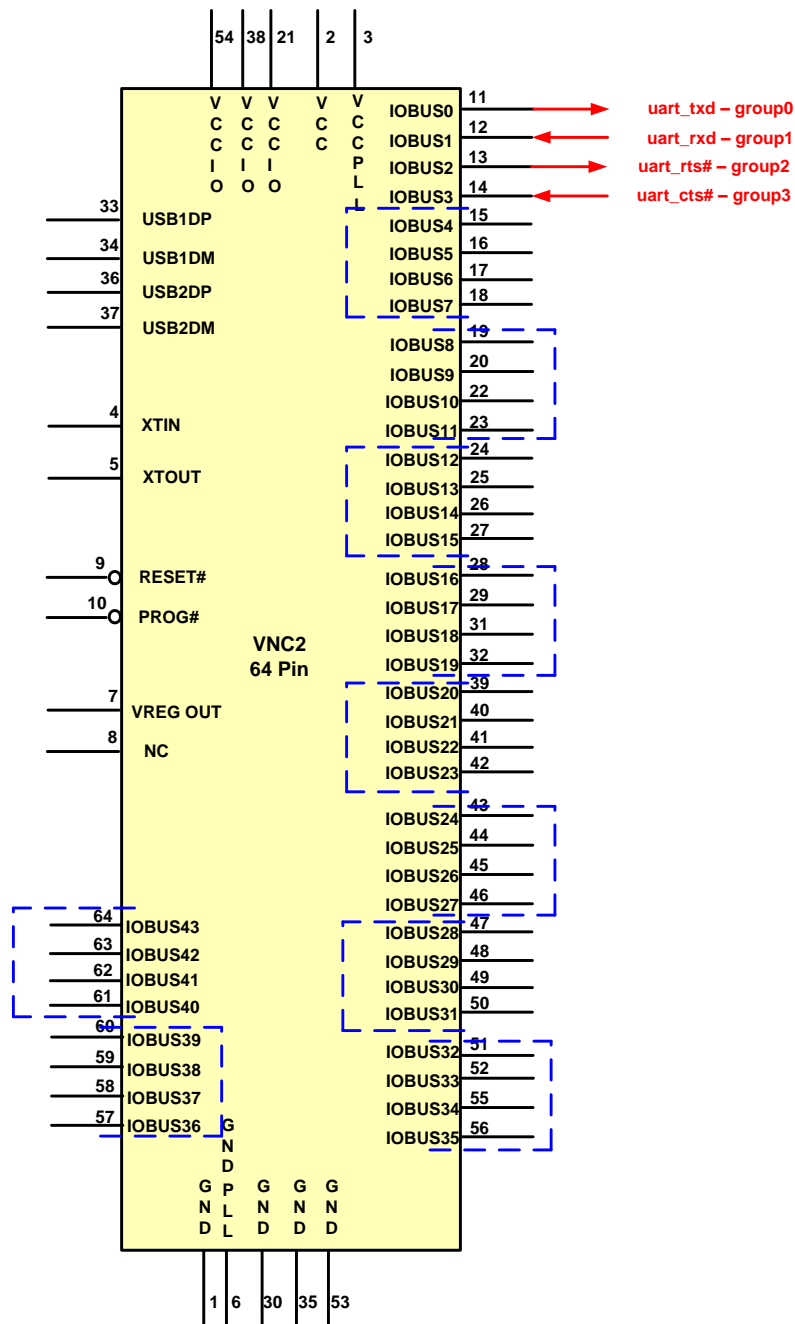 54 38 21 2 3
VCCIO VCCIO VCCIO VCC VCCPLL
IOBUS0 11 uart_txd – group0
IOBUS1 12 uart_rxd – group1
IOBUS2 13 uart_rts# – group2
IOBUS3 14 uart_cts# – group3
IOBUS4 15
IOBUS5 16
IOBUS6 17
IOBUS7 18
IOBUS8 19
IOBUS9 20
IOBUS10 22
IOBUS11 23
IOBUS12 24
IOBUS13 25
IOBUS14 26
IOBUS15 27
IOBUS16 28
IOBUS17 29
IOBUS18 31
IOBUS19 32
IOBUS20 39
IOBUS21 40
IOBUS22 41
IOBUS23 42
IOBUS24 43
IOBUS25 44
IOBUS26 45
IOBUS27 46
IOBUS28 47
IOBUS29 48
IOBUS30 49
IOBUS31 50
IOBUS32 51
IOBUS33 52
IOBUS34 55
IOBUS35 56
33 USB1DP
34 USB1DM
36 USB2DP
37 USB2DM
4 XTIN
5 XTOUT
9 RESET#
10 PROG#
VNC2
64 Pin
7 VREG OUT
8 NC
64 IOBUS43
63 IOBUS42
62 IOBUS41
61 IOBUS40
60 IOBUS39
59 IOBUS38
58 IOBUS37
57 IOBUS36
GND GNDPLL GND GND GND
1 6 30 35 53